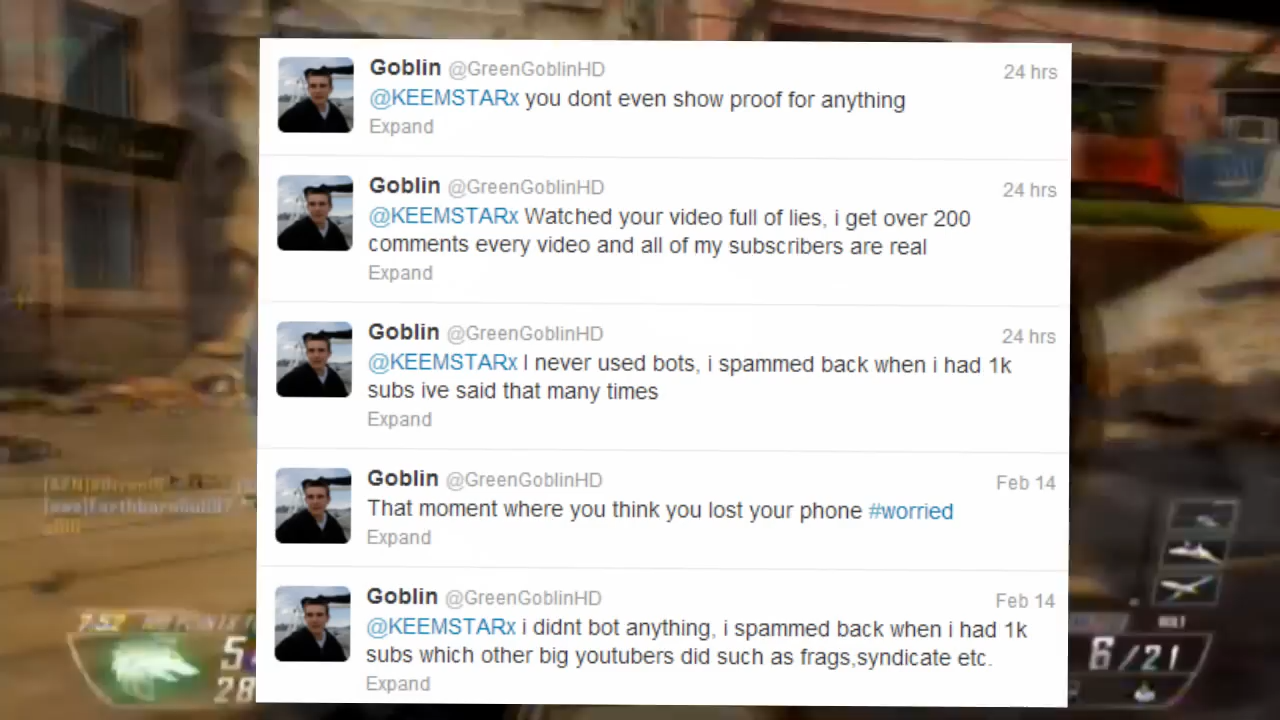 Goblin @GreenGoblinHD 24 hrs
@KEEMSTARx you dont even show proof for anything
Expand
Goblin @GreenGoblinHD 24 hrs
@KEEMSTARx Watched your video full of lies, i get over 200
comments every video and all of my subscribers are real
Expand
Goblin @GreenGoblinHD 24 hrs
@KEEMSTARx I never used bots, i spammed back when i had 1k
subs ive said that many times
Expand
Goblin @GreenGoblinHD Feb 14
That moment where you think you lost your phone #worried
Expand
Goblin @GreenGoblinHD Feb 14
@KEEMSTARx i didnt bot anything, i spammed back when i had 1k
subs which other big youtubers did such as frags,syndicate etc.
Expand
7:52
5
28
6/21